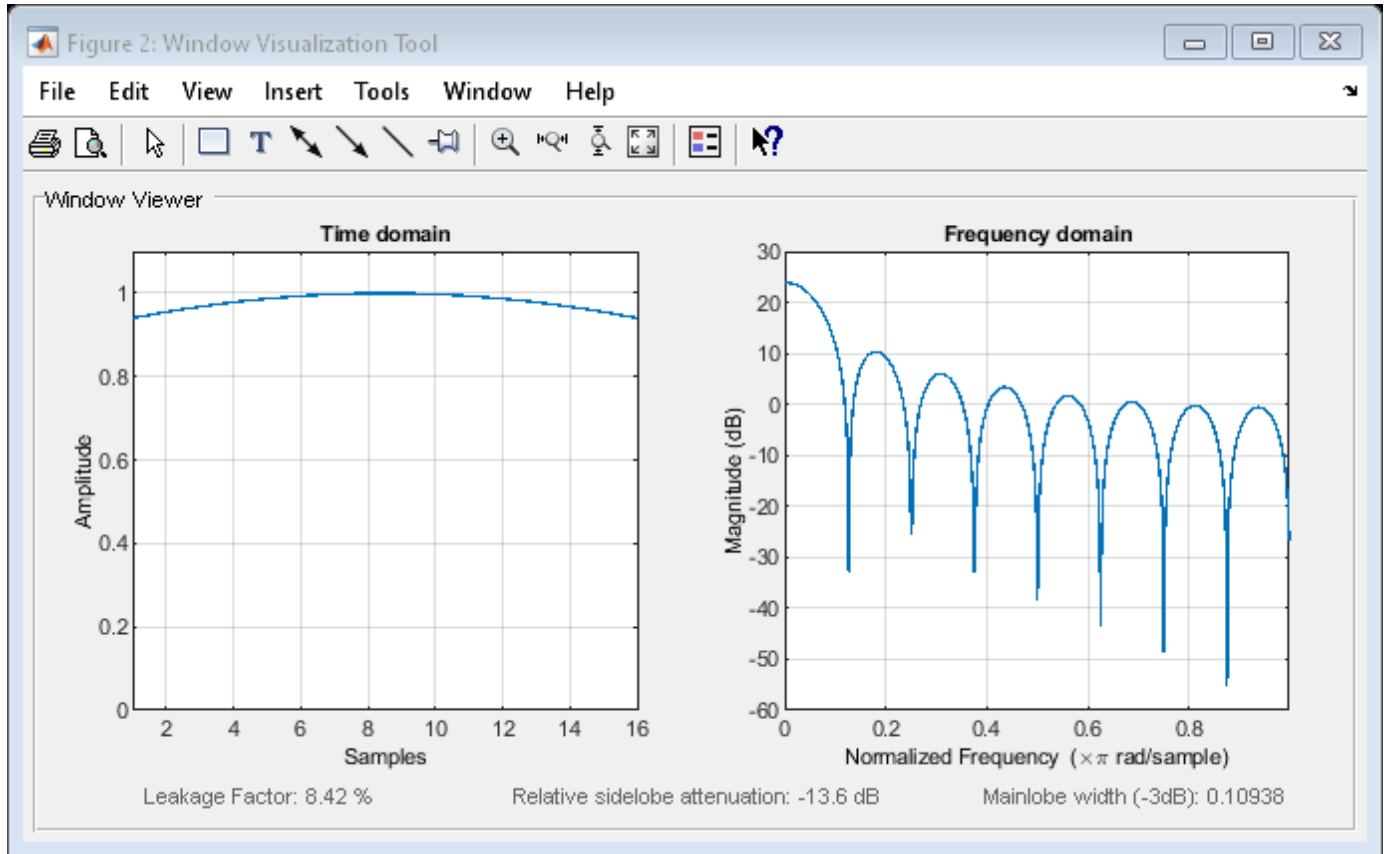 Figure 2: Window Visualization Tool
File Edit View Insert Tools Window Help
T
?
Window Viewer
Time domain
1
0.8
0.6
0.4
0.2
0
Amplitude
2 4 6 8 10 12 14 16
Samples
Frequency domain
30
20
10
0
-10
-20
-30
-40
-50
-60
Magnitude (dB)
0 0.2 0.4 0.6 0.8
Normalized Frequency (×π rad/sample)
Leakage Factor: 8.42 % Relative sidelobe attenuation: -13.6 dB Mainlobe width (-3dB): 0.10938